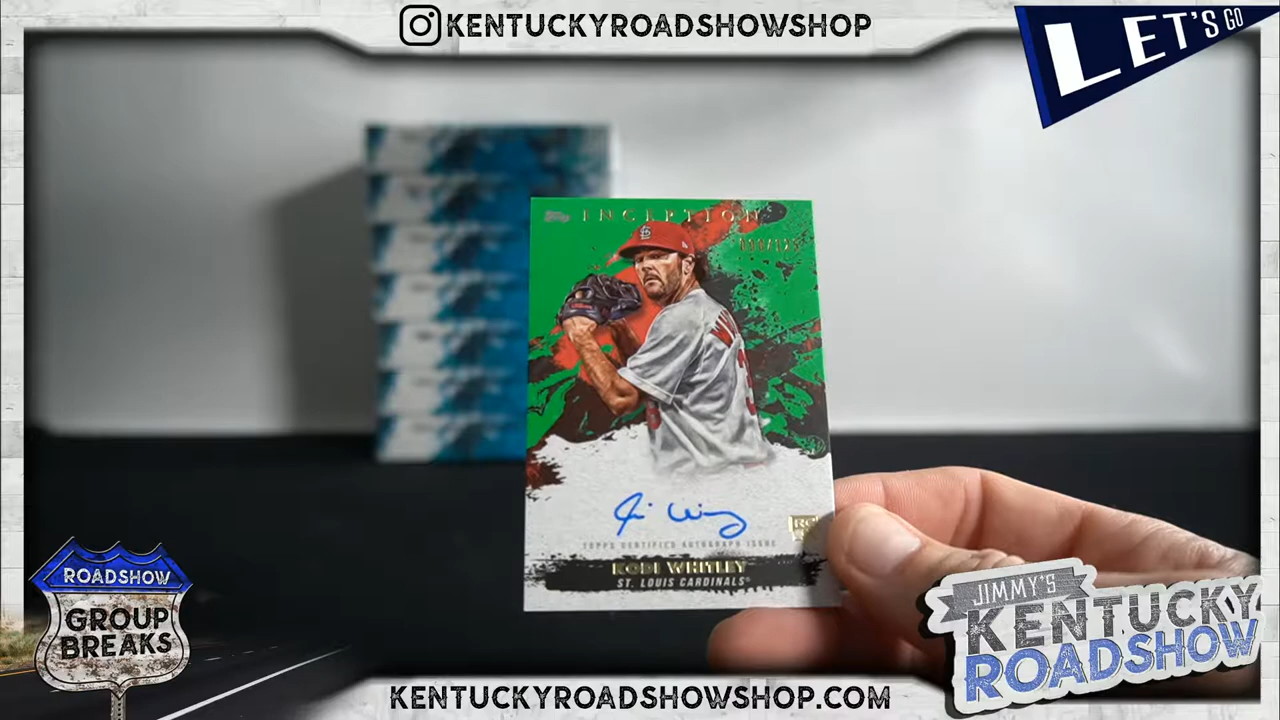 KENTUCKYROADSHOWSHOP
LET'S GO
INCEPTION
TOPPS CERTIFIED AUTOGRAPH ISSUE
KODI WHITLEY
ST. LOUIS CARDINALS
ROADSHOW
GROUP
BREAKS
JIMMY'S
KENTUCKY
ROADSHOW
KENTUCKYROADSHOWSHOP.COM